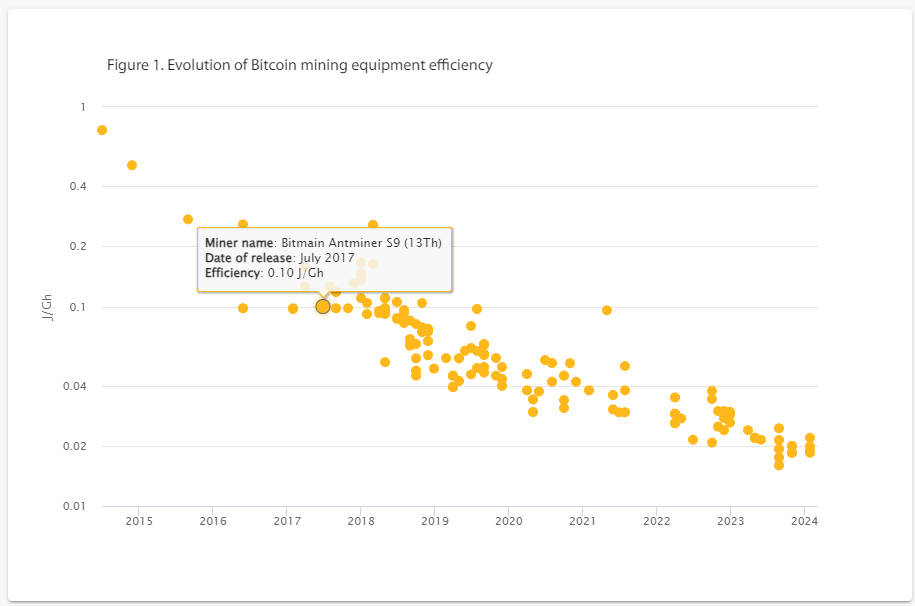 Figure 1. Evolution of Bitcoin mining equipment efficiency
1
0.4
0.2
Miner name: Bitmain Antminer S9 (13Th)
Date of release: July 2017
Efficiency: 0.10 J/Gh
0.1
J/Gh
0.04
0.02
0.01
2015 2016 2017 2018 2019 2020 2021 2022 2023 2024